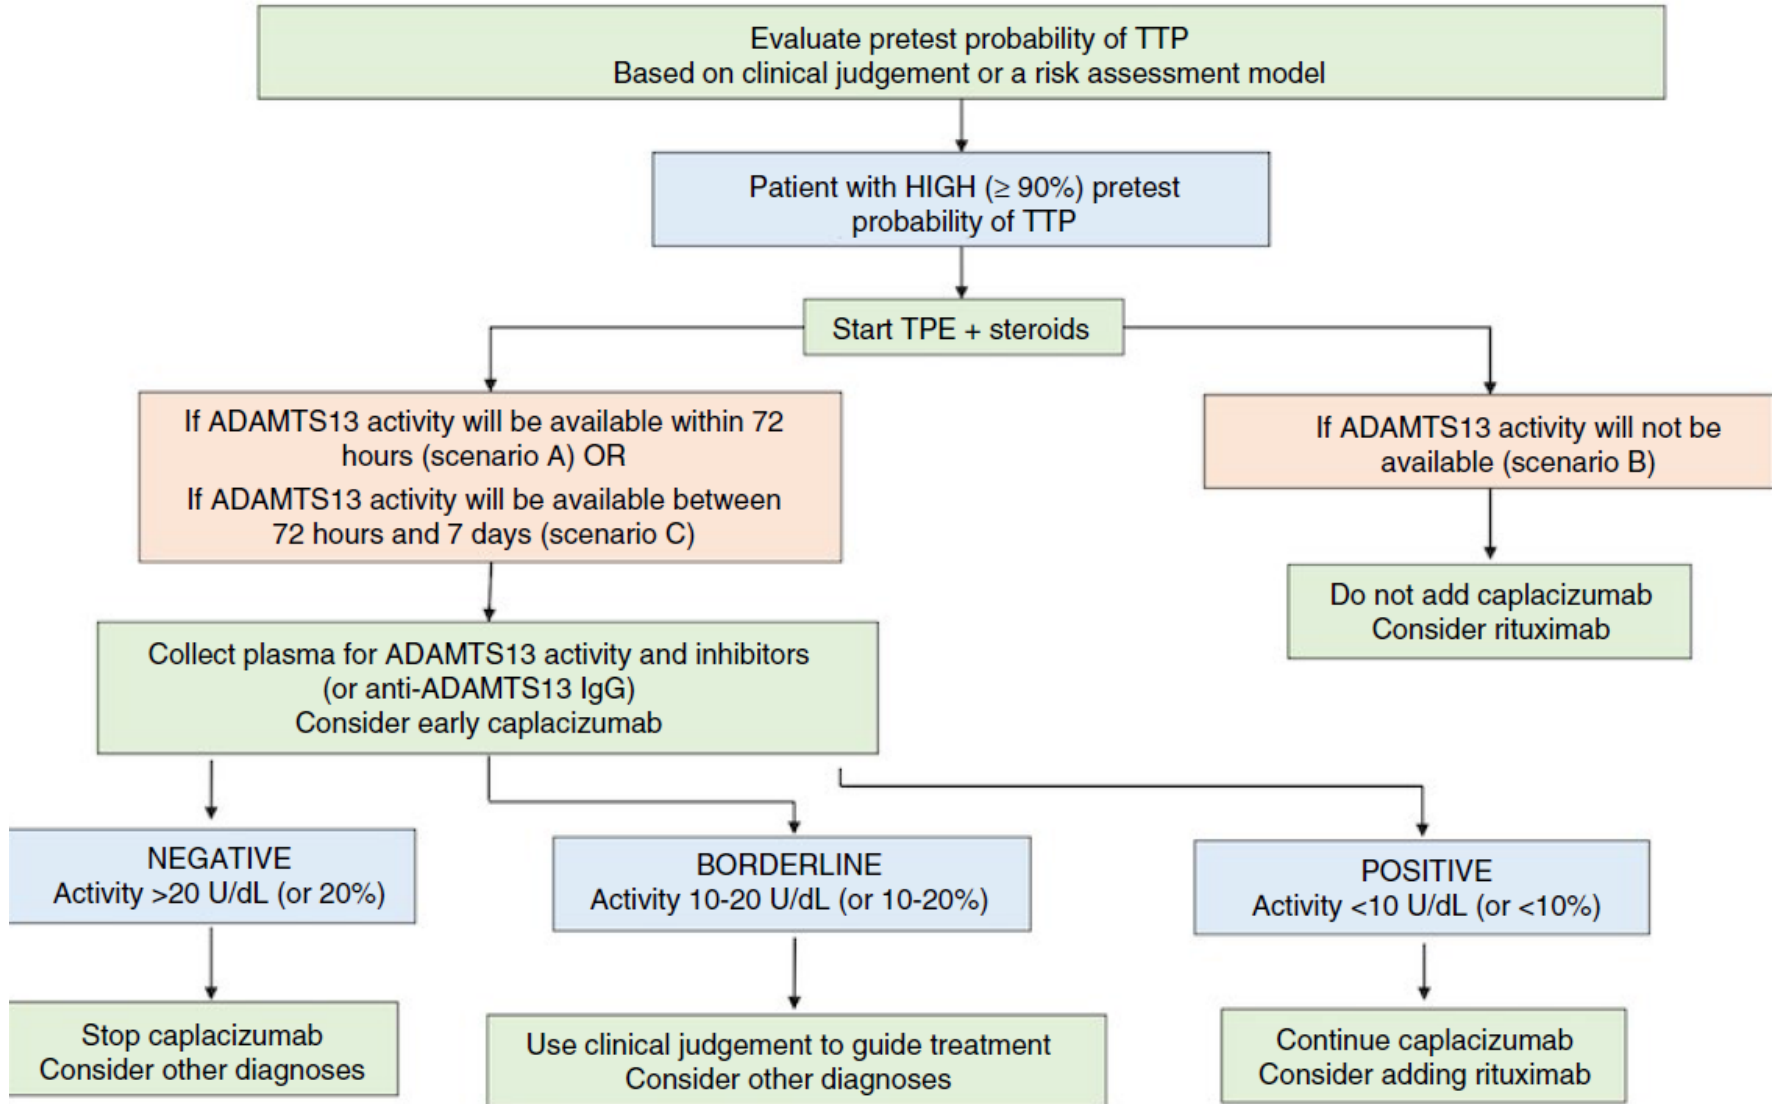 Evaluate pretest probability of TTP
Based on clinical judgement or a risk assessment model
Patient with HIGH (≥ 90%) pretest
probability of TTP
Start TPE + steroids
If ADAMTS13 activity will be available within 72
hours (scenario A) OR
If ADAMTS13 activity will be available between
72 hours and 7 days (scenario C)
If ADAMTS13 activity will not be
available (scenario B)
Do not add caplacizumab
Consider rituximab
Collect plasma for ADAMTS13 activity and inhibitors
(or anti-ADAMTS13 IgG)
Consider early caplacizumab
NEGATIVE
Activity >20 U/dL (or 20%)
BORDERLINE
Activity 10-20 U/dL (or 10-20%)
POSITIVE
Activity <10 U/dL (or <10%)
Stop caplacizumab
Consider other diagnoses
Use clinical judgement to guide treatment
Consider other diagnoses
Continue caplacizumab
Consider adding rituximab